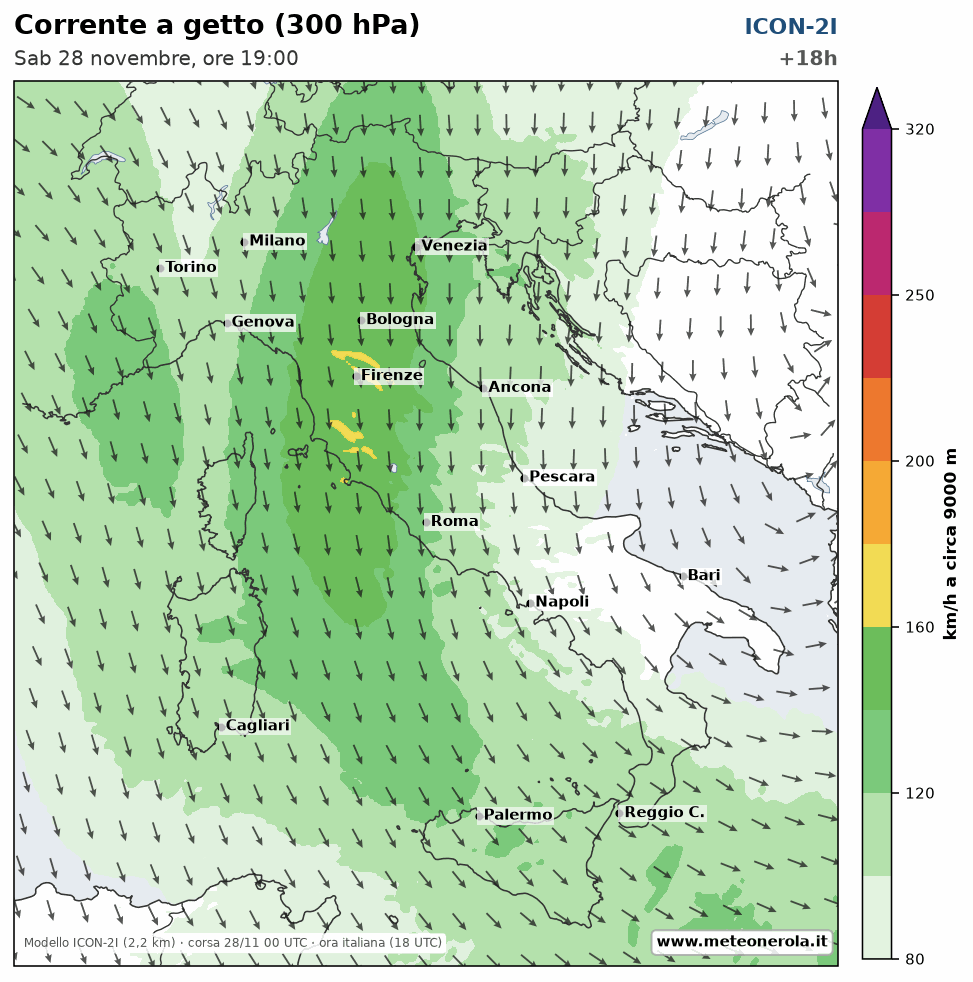 Corrente a getto (300 hPa)
ICON-2I
Sab 28 novembre, ore 19:00
+18h
Milano
Venezia
Torino
Genova
Bologna
Firenze
Ancona
Pescara
Roma
Bari
Napoli
Cagliari
Palermo
Reggio C.
320
250
200
160
120
80
km/h a circa 9000 m
Modello ICON-2I (2,2 km) · corsa 28/11 00 UTC · ora italiana (18 UTC)
www.meteonerola.it